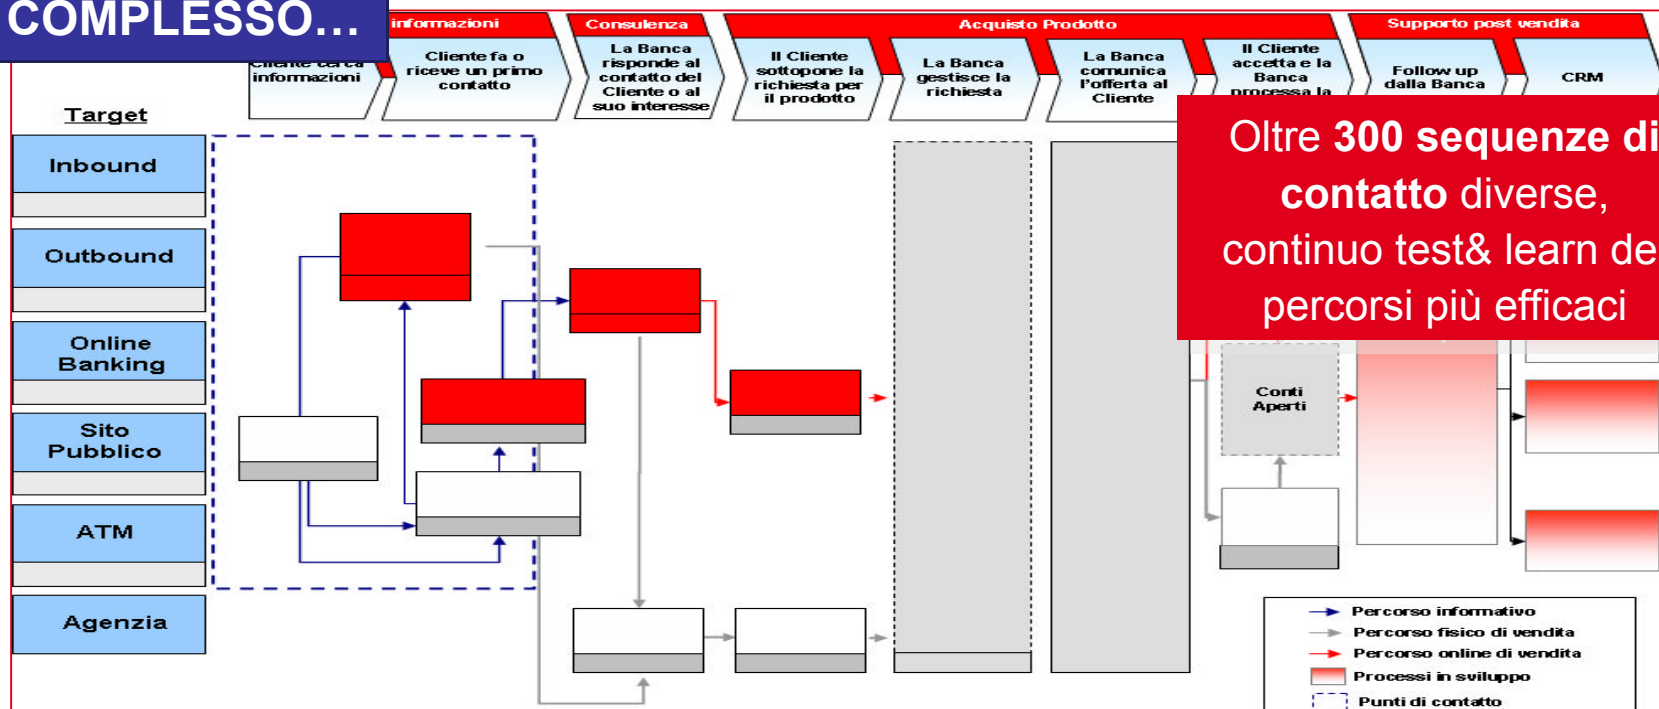 COMPLESSO...
informazioni
Consulenza
Acquisto Prodotto
Supporto post vendita
Cliente cerca
informazioni
Cliente fa o
riceve un primo
contatto
La Banca
risponde al
contatto del
Cliente o al
suo interesse
Il Cliente
sottopone la
richiesta per
il prodotto
La Banca
gestisce la
richiesta
La Banca
comunica
l'offerta al
Cliente
Il Cliente
accetta e la
Banca
processa la
Follow up
dalla Banca
CRM
Target
Inbound
Outbound
Online
Banking
Sito
Pubblico
ATM
Agenzia
Oltre 300 sequenze di
contatto diverse,
continuo test& learn de
percorsi più efficaci
Conti
Aperti
Percorso informativo
Percorso fisico di vendita
Percorso online di vendita
Processi in sviluppo
Punti di contatto